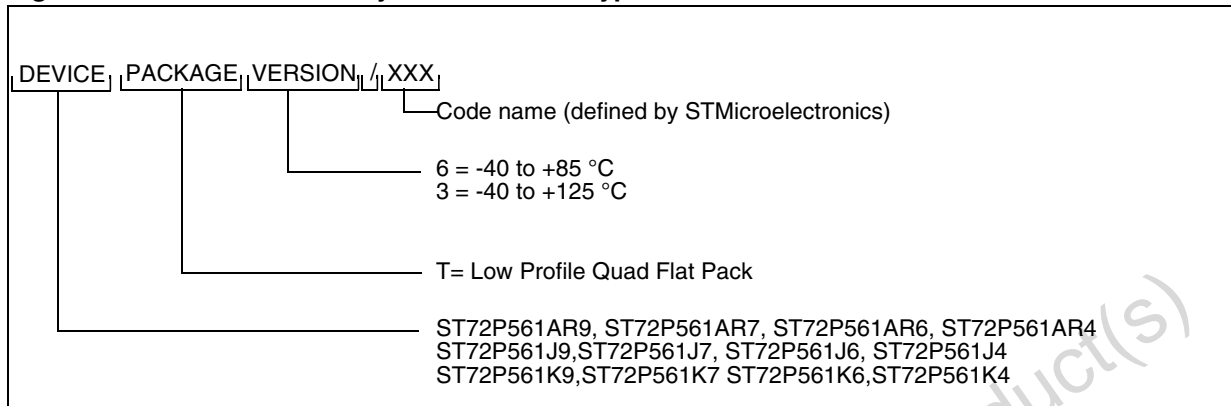 DEVICE PACKAGE VERSION / XXX
Code name (defined by STMicroelectronics)
6 = -40 to +85 °C
3 = -40 to +125 °C
T= Low Profile Quad Flat Pack
ST72P561AR9, ST72P561AR7, ST72P561AR6, ST72P561AR4
ST72P561J9,ST72P561J7, ST72P561J6, ST72P561J4
ST72P561K9,ST72P561K7 ST72P561K6,ST72P561K4